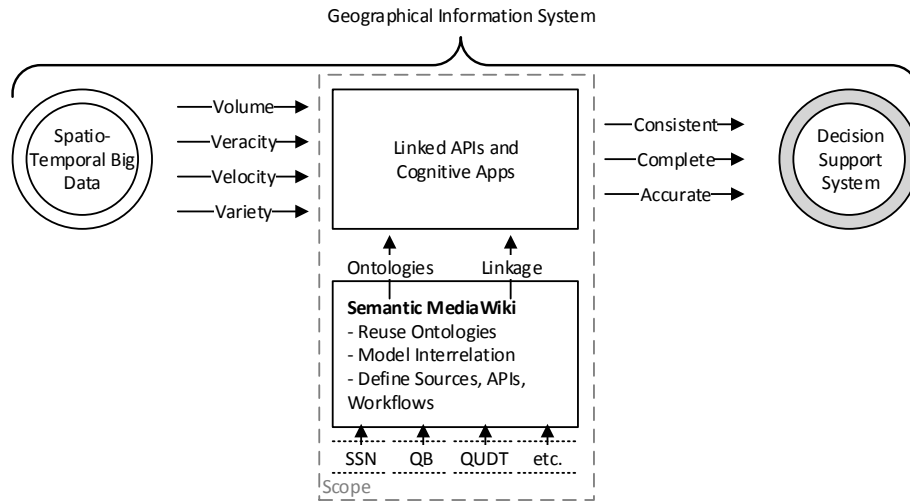 Geographical Information System
Spatio-
Temporal Big
Data
Volume
Veracity
Velocity
Variety
Linked APIs and
Cognitive Apps
Consistent
Complete
Accurate
Decision
Support
System
Ontologies
Linkage
Semantic MediaWiki
- Reuse Ontologies
- Model Interrelation
- Define Sources, APIs,
Workflows
SSN
QB
QUDT
etc.
Scope